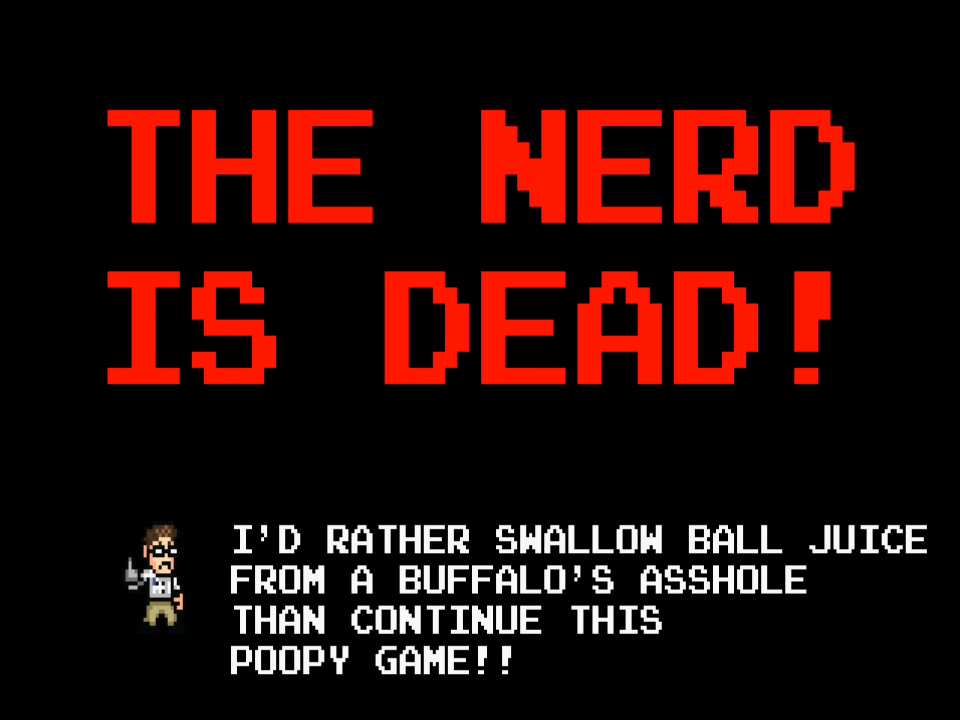 THE NERD
IS DEAD!
I'D RATHER SWALLOW BALL JUICE
FROM A BUFFALO'S ASSHOLE
THAN CONTINUE THIS
POOPY GAME!!